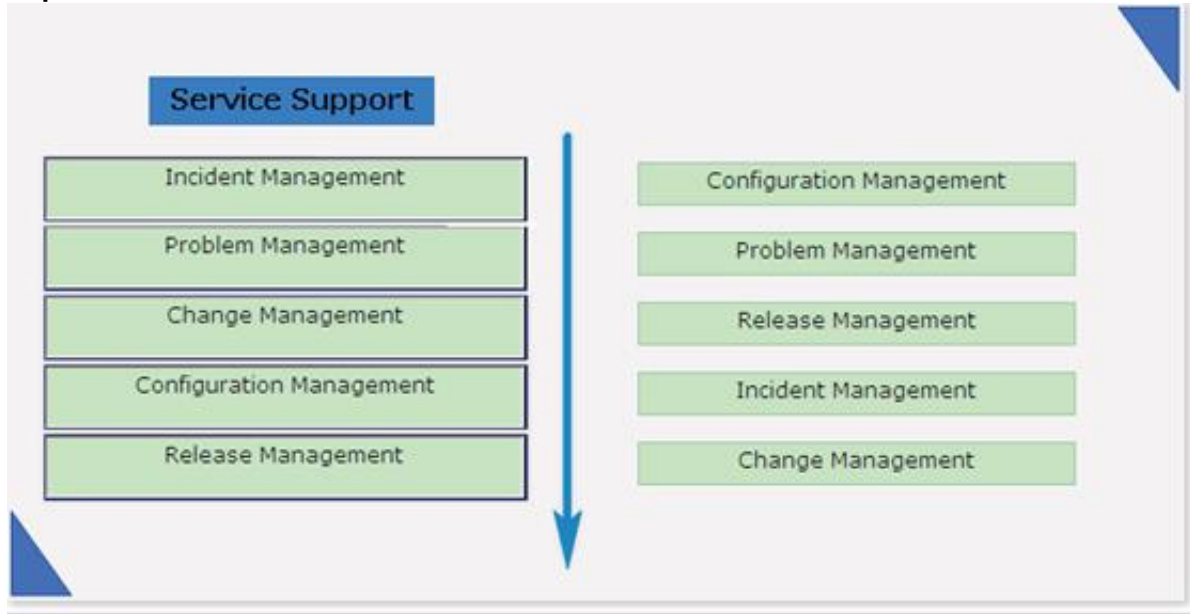 Service Support
Incident Management
Problem Management
Change Management
Configuration Management
Release Management
Configuration Management
Problem Management
Release Management
Incident Management
Change Management